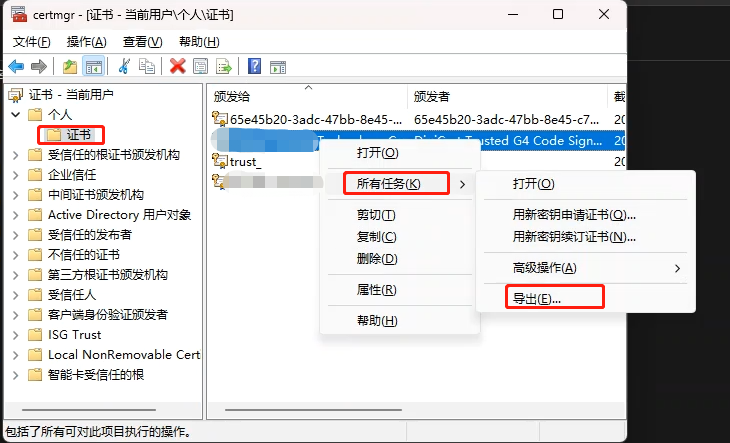 certmgr - [证书 - 当前用户\个人\证书]
文件(F) 操作(A) 查看(V) 帮助(H)
证书 - 当前用户
个人
证书
受信任的根证书颁发机构
企业信任
中间证书颁发机构
Active Directory 用户对象
受信任的发布者
不信任的证书
第三方根证书颁发机构
受信任人
客户端身份验证颁发者
ISG Trust
Local NonRemovable Cert
智能卡受信任的根
颁发给 颁发者 截
65e45b20-3adc-47bb-8e45-... 65e45b20-3adc-47bb-8e45-c7... 20
DigiCert Trusted G4 Code Sign... 20
trust_
打开(O)
所有任务(K)
剪切(T)
复制(C)
删除(D)
属性(R)
帮助(H)
打开(O)
用新密钥申请证书(Q)...
用新密钥续订证书(N)...
高级操作(A)
导出(E)...
包含了所有可对此项目执行的操作。